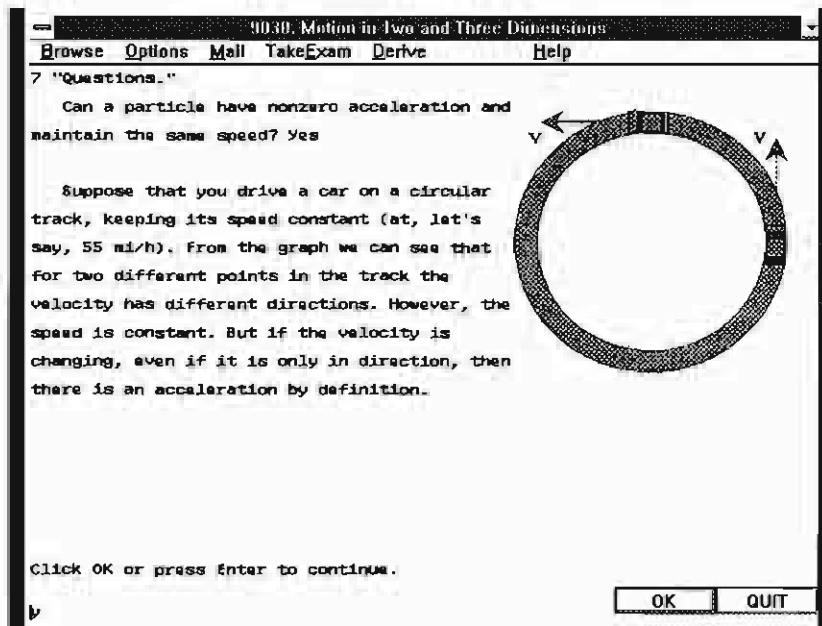 9030. Motion in Two and Three Dimensions
Browse Options Mail TakeExam Derive Help
7 "Questions."
Can a particle have nonzero acceleration and
maintain the same speed? Yes
Suppose that you drive a car on a circular
track, keeping its speed constant (at, let's
say, 55 mi/h). From the graph we can see that
for two different points in the track the
velocity has different directions. However, the
speed is constant. But if the velocity is
changing, even if it is only in direction, then
there is an acceleration by definition.
V
V
Click OK or press Enter to continue.
OK QUIT